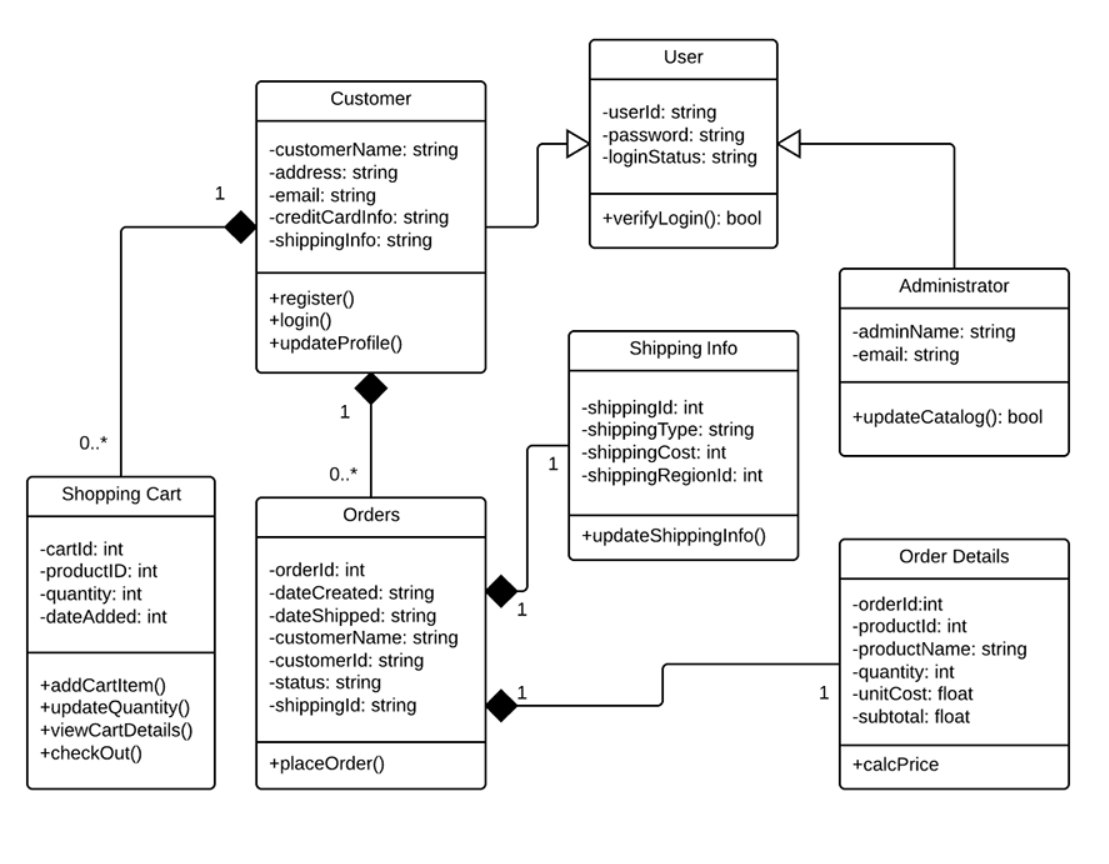 User
-userId: string
-password: string
-loginStatus: string
+verifyLogin(): bool
Customer
-customerName: string
-address: string
-email: string
-creditCardInfo: string
-shippingInfo: string
+register()
+login()
+updateProfile()
1
0..*
1
0..*
Administrator
-adminName: string
-email: string
+updateCatalog(): bool
Shipping Info
-shippingId: int
-shippingType: string
-shippingCost: int
-shippingRegionId: int
+updateShippingInfo()
1
1
Shopping Cart
-cartId: int
-productID: int
-quantity: int
-dateAdded: int
+addCartItem()
+updateQuantity()
+viewCartDetails()
+checkOut()
Orders
-orderId: int
-dateCreated: string
-dateShipped: string
-customerName: string
-customerId: string
-status: string
-shippingId: string
+placeOrder()
1
1
Order Details
-orderId:int
-productId: int
-productName: string
-quantity: int
-unitCost: float
-subtotal: float
+calcPrice